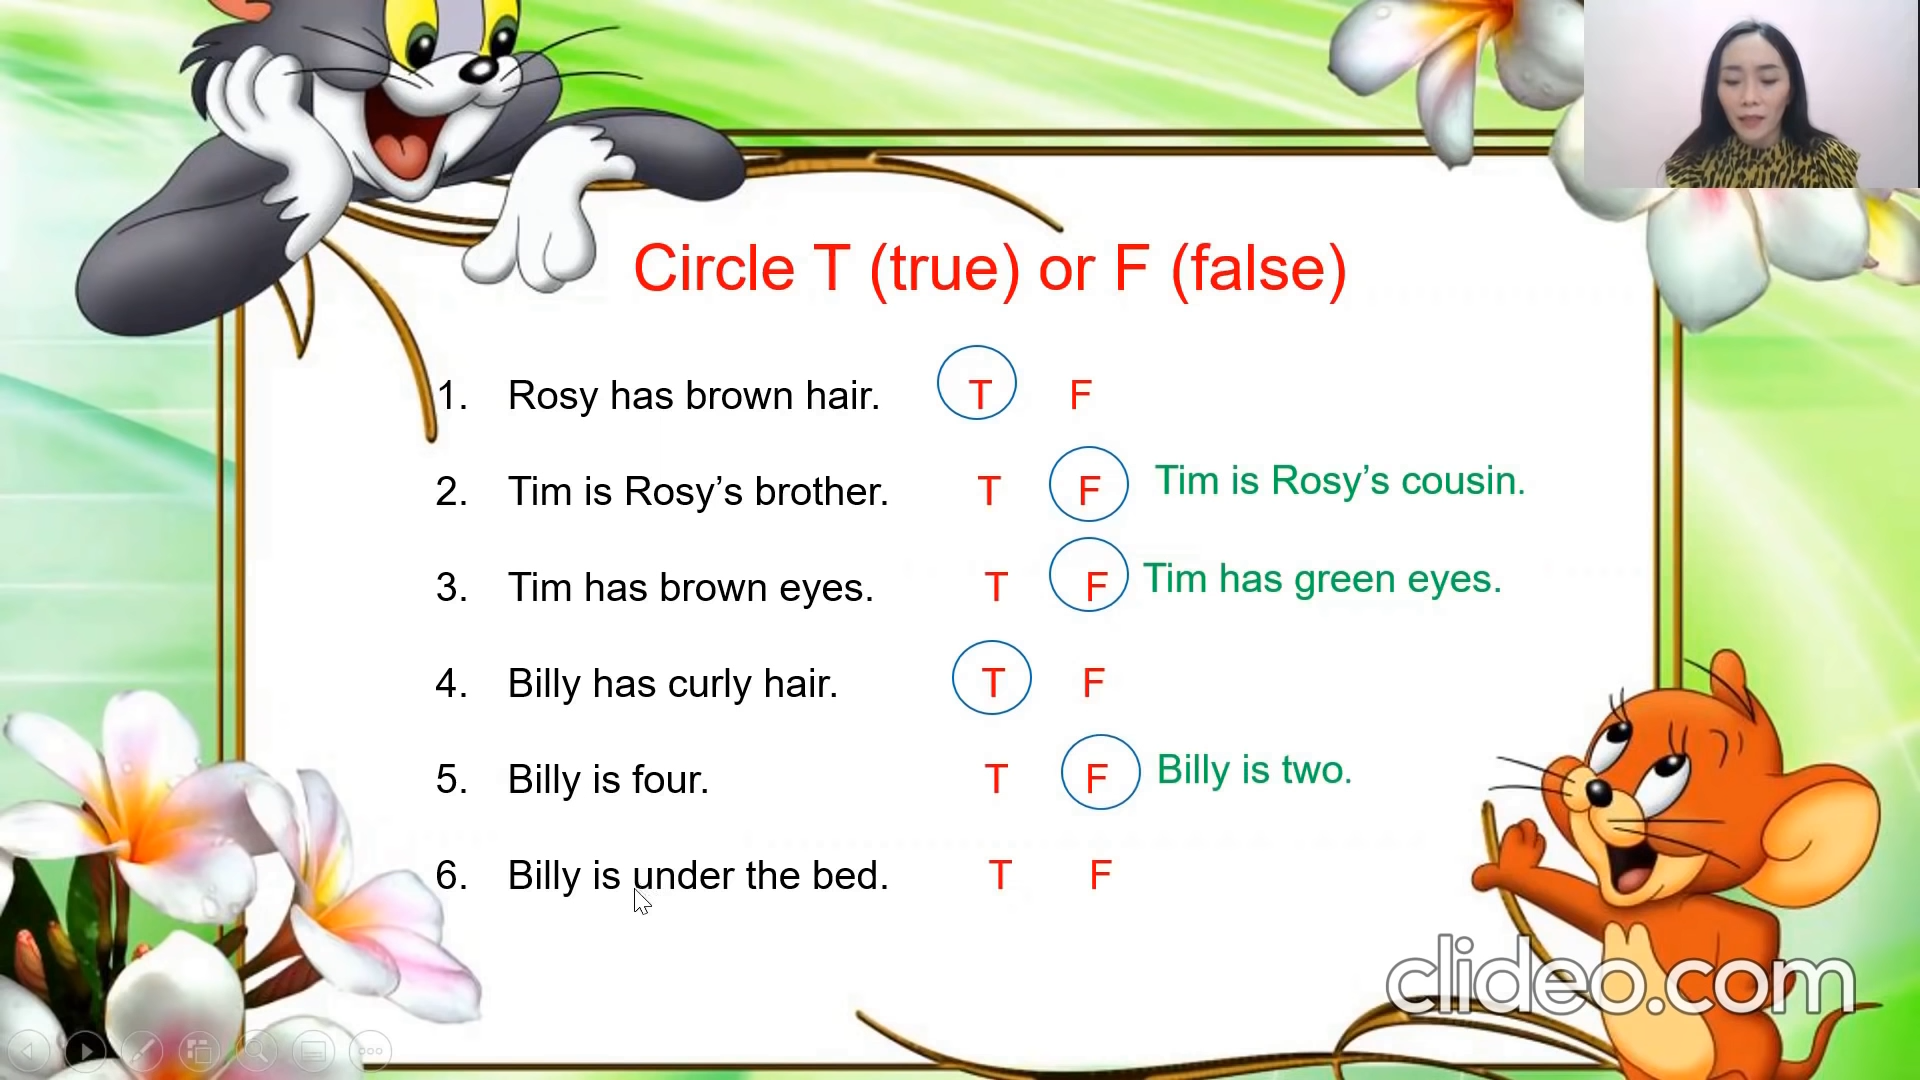 Circle T (true) or F (false)
1. Rosy has brown hair. T F
2. Tim is Rosy’s brother. T F Tim is Rosy’s cousin.
3. Tim has brown eyes. T F Tim has green eyes.
4. Billy has curly hair. T F
5. Billy is four. T F Billy is two.
6. Billy is under the bed. T F
clideo.com